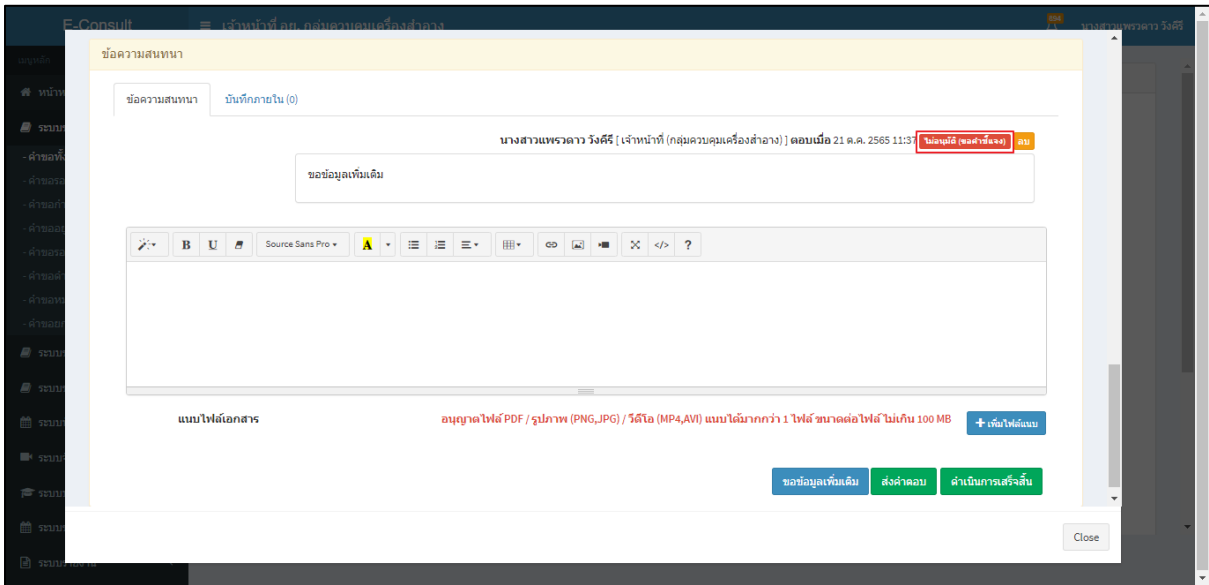 E-Consult
เจ้าหน้าที่ อย. กลุ่มควบคุมเครื่องสำอาง
894
นางสาวแพรวดาว วังคีรี
เมนูหลัก
ข้อความสนทนา
ข้อความสนทนา
บันทึกภายใน (0)
นางสาวแพรวดาว วังคีรี [ เจ้าหน้าที่ (กลุ่มควบคุมเครื่องสำอาง) ] ตอบเมื่อ 21 ต.ค. 2565 11:37 ไม่อนุมัติ (ขอคำชี้แจง) ลบ
ขอข้อมูลเพิ่มเติม
B U Source Sans Pro A </> ?
แนบไฟล์เอกสาร
อนุญาตไฟล์ PDF / รูปภาพ (PNG,JPG) / วีดีโอ (MP4,AVI) แนบได้มากกว่า 1 ไฟล์ ขนาดต่อไฟล์ ไม่เกิน 100 MB
+ เพิ่มไฟล์แนบ
ขอข้อมูลเพิ่มเติม
ส่งคำตอบ
ดำเนินการเสร็จสิ้น
Close